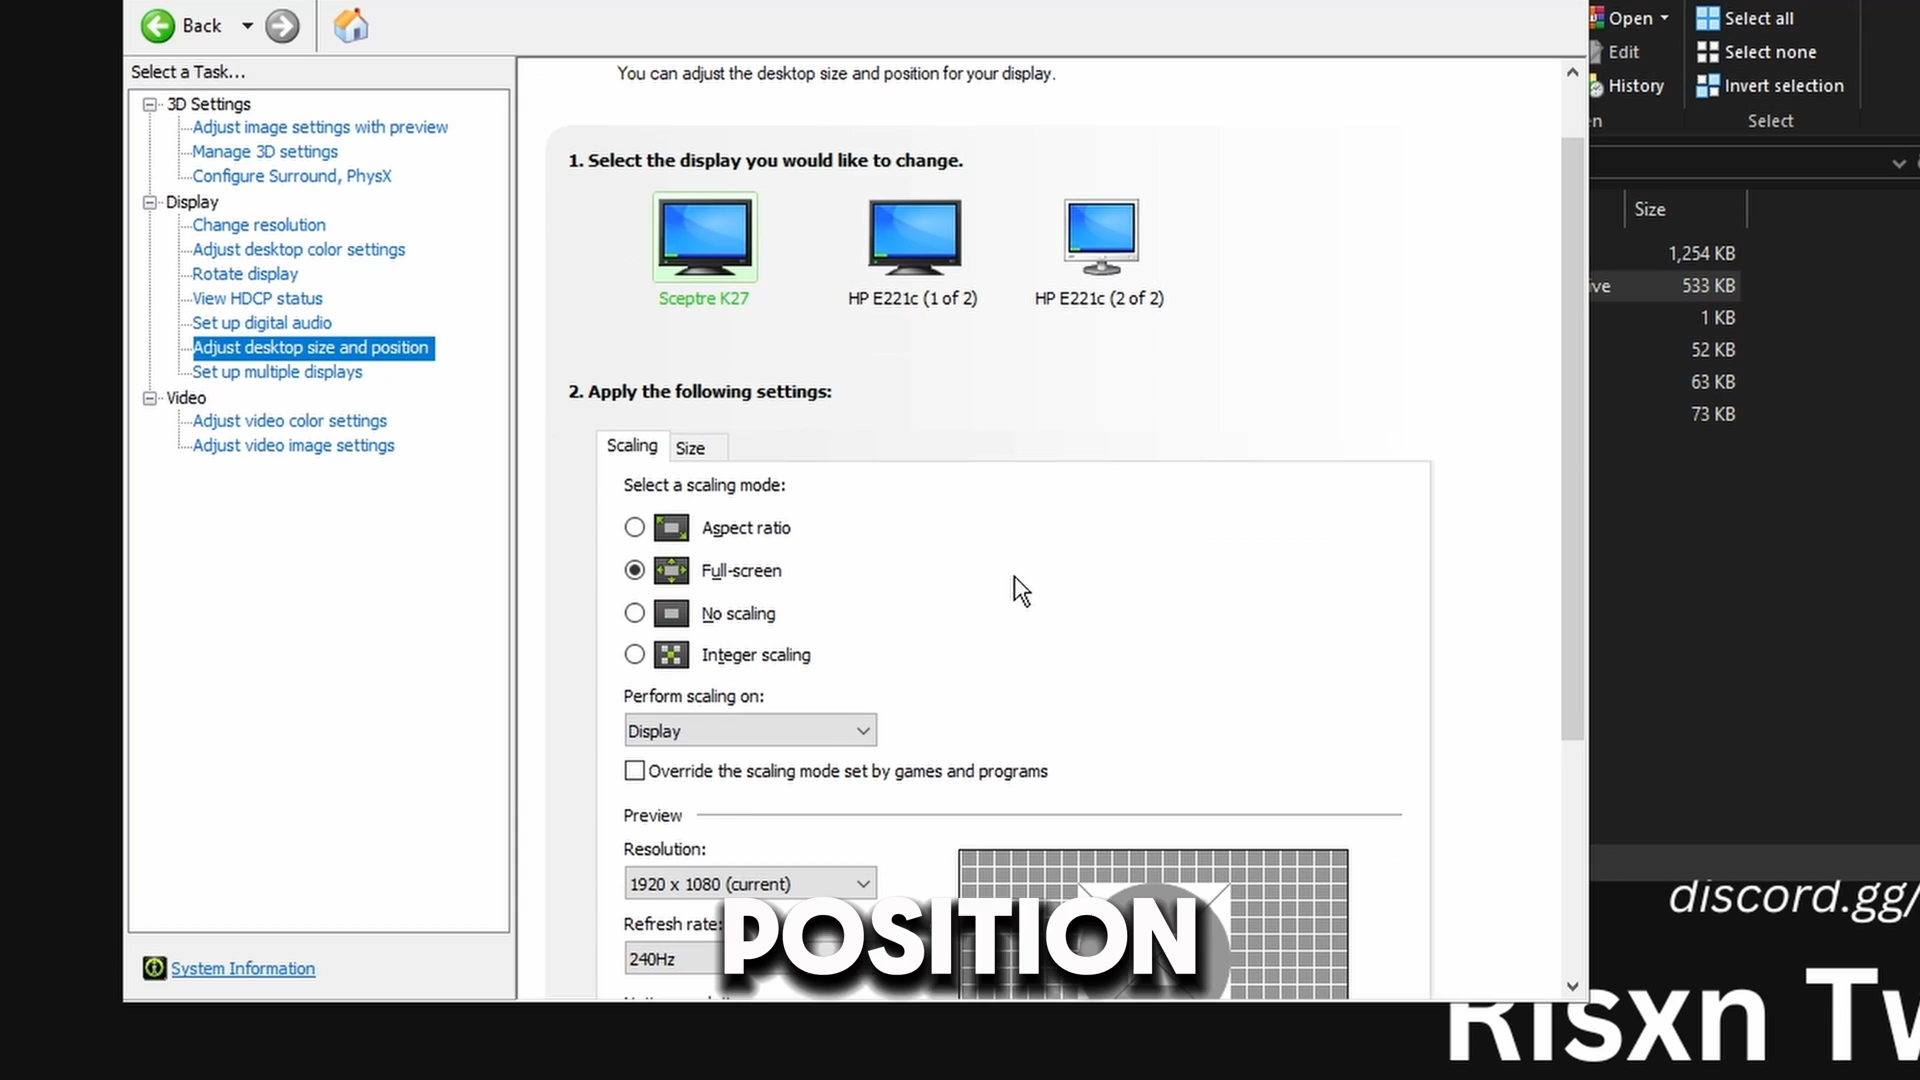 Back
Select a Task...
3D Settings
Adjust image settings with preview
Manage 3D settings
Configure Surround, PhysX
Display
Change resolution
Adjust desktop color settings
Rotate display
View HDCP status
Set up digital audio
Adjust desktop size and position
Set up multiple displays
Video
Adjust video color settings
Adjust video image settings
System Information
You can adjust the desktop size and position for your display.
1. Select the display you would like to change.
Sceptre K27
HP E221c (1 of 2)
HP E221c (2 of 2)
2. Apply the following settings:
Scaling
Size
Select a scaling mode:
Aspect ratio
Full-screen
No scaling
Integer scaling
Perform scaling on:
Display
Override the scaling mode set by games and programs
Preview
Resolution:
1920 x 1080 (current)
Refresh rate:
240Hz
POSITION
Open
Edit
History
Select all
Select none
Invert selection
Select
Size
1,254 KB
533 KB
1 KB
52 KB
63 KB
73 KB
discord.gg/
Risxn Tw